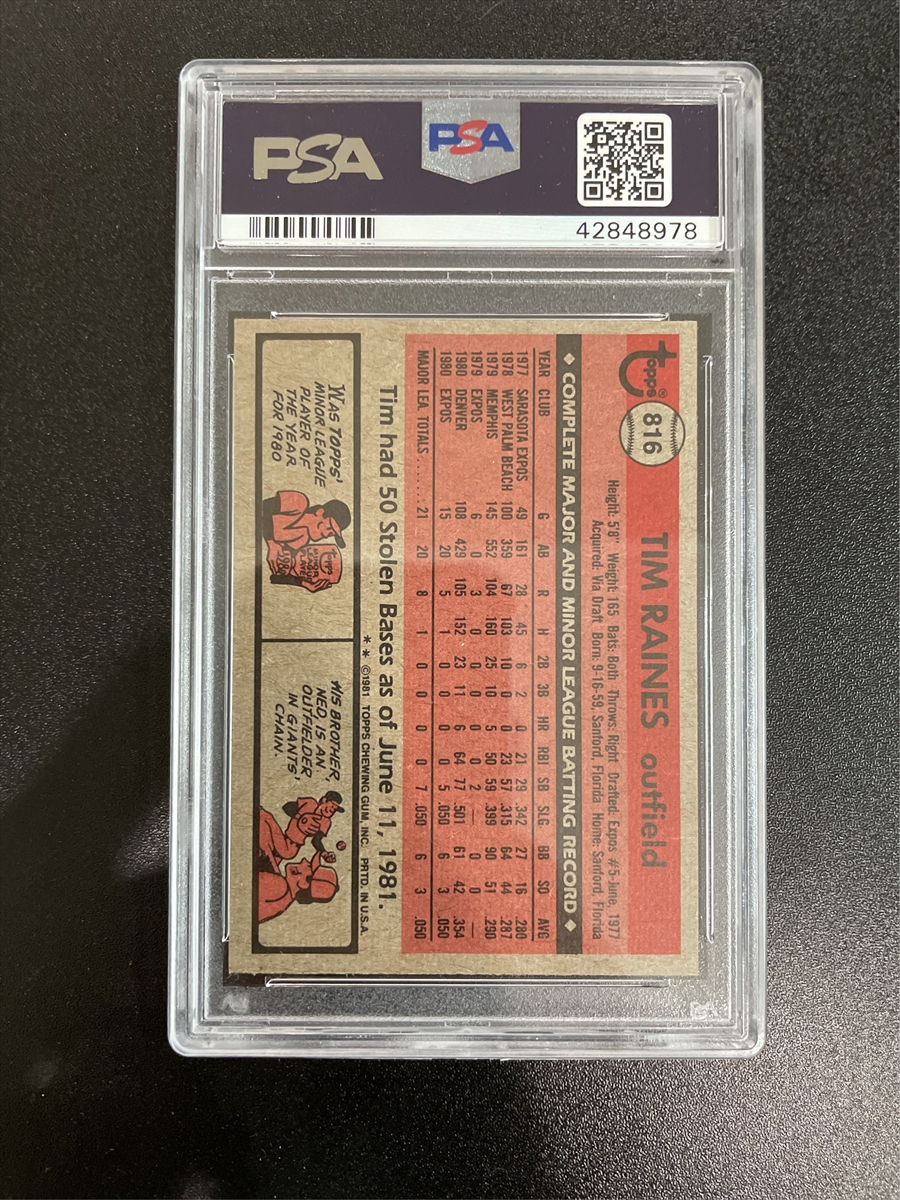 PSA PSA
42848978
topps® 816 TIM RAINES outfield
Height: 5'8" Weight: 165 Bats: Both Throws: Right Drafted: Expos #5-June, 1977
Acquired: Via Draft Born: 9-16-59, Sanford, Florida Home: Sanford, Florida
◆ COMPLETE MAJOR AND MINOR LEAGUE BATTING RECORD ◆
YEAR CLUB G AB R H 2B 3B HR RBI SB SLG BB SO AVG
1977 SARASOTA EXPOS 49 161 28 45 6 2 0 21 29 .342 27 16 .280
1978 WEST PALM BEACH 100 359 67 103 10 0 0 23 57 .315 64 44 .287
1979 MEMPHIS 145 552 104 160 25 10 5 50 59 .399 90 51 .290
1979 EXPOS 6 0 3 0 0 0 0 0 2 — 0 0 —
1980 DENVER 108 429 105 152 23 11 6 64 77 .501 61 42 .354
1980 EXPOS 15 20 5 1 0 0 0 0 5 .050 6 3 .050
MAJOR LEA. TOTALS ..... 21 20 8 1 0 0 0 0 7 .050 6 3 .050
Tim had 50 Stolen Bases as of June 11, 1981.
* * ©1981 TOPPS CHEWING GUM, INC. PRTD. IN U.S.A.
WAS TOPPS'
MINOR LEAGUE
PLAYER OF
THE YEAR
FOR 1980
HIS BROTHER
NED, IS AN
OUTFIELDER
IN GIANTS'
CHAIN.